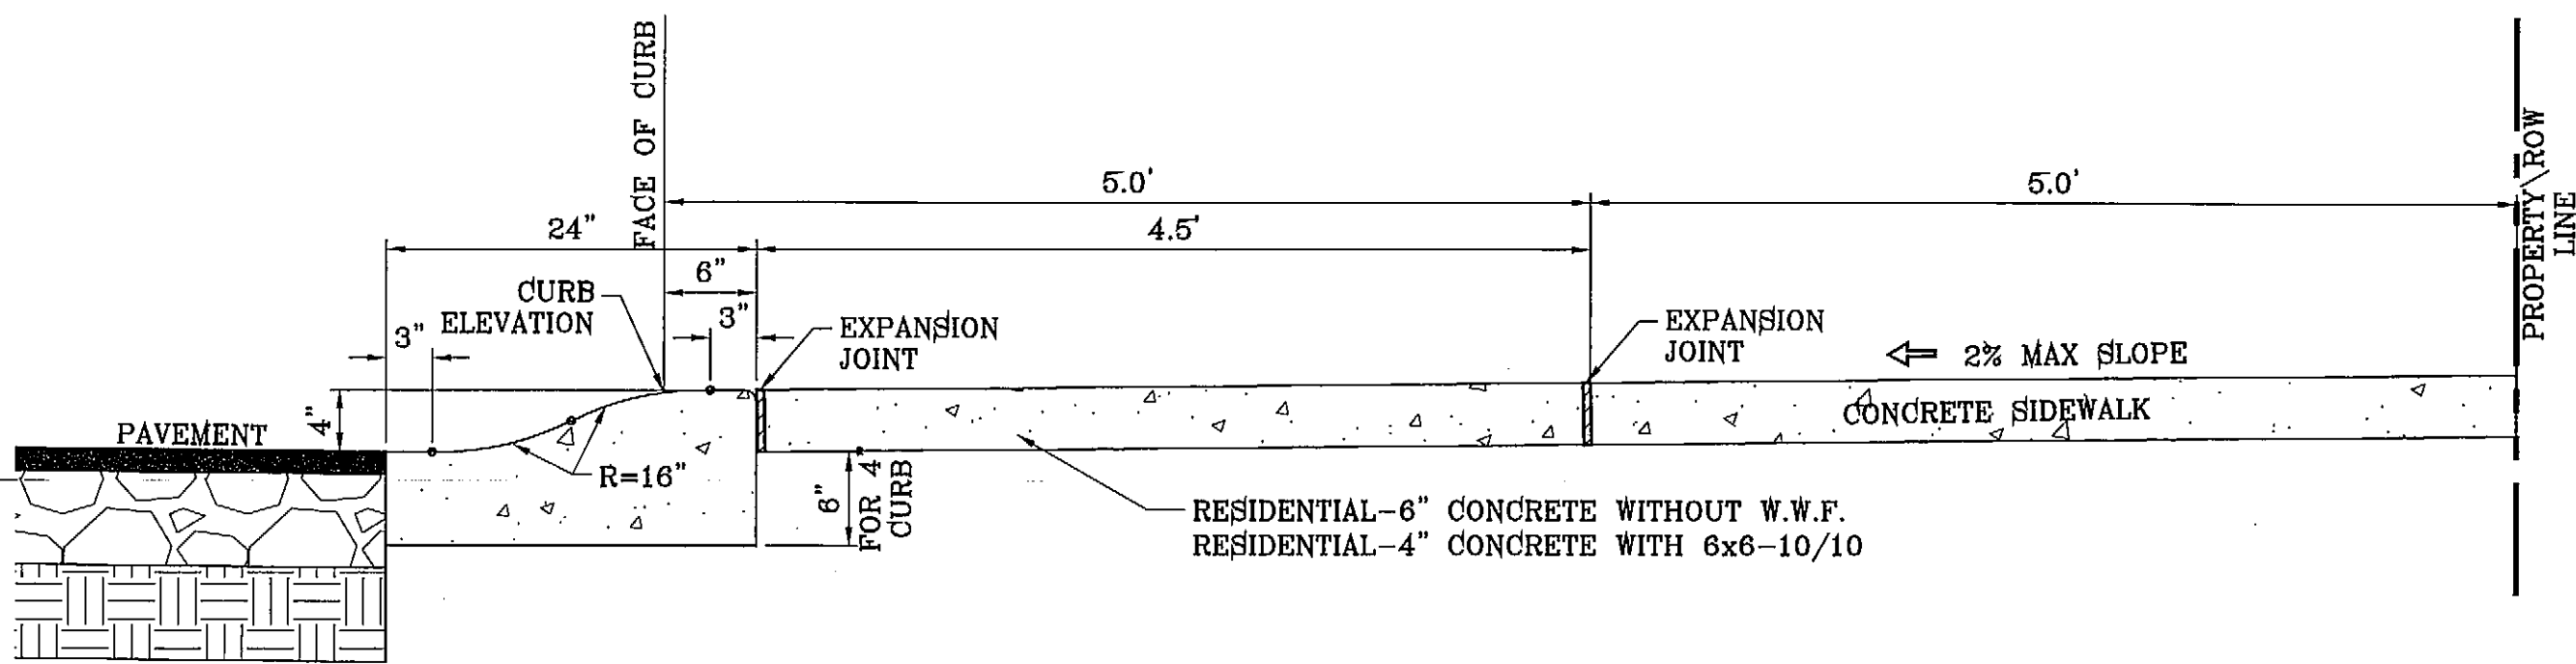 FACE OF CURB
5.0'
5.0'
PROPERTY/ROW
LINE
24"
4.5'
6"
CURB
ELEVATION
3"
3"
EXPANSION
JOINT
EXPANSION
JOINT
2% MAX SLOPE
4"
PAVEMENT
CONCRETE SIDEWALK
R=16"
6"
FOR 4
CURB
RESIDENTIAL-6" CONCRETE WITHOUT W.W.F.
RESIDENTIAL-4" CONCRETE WITH 6x6-10/10